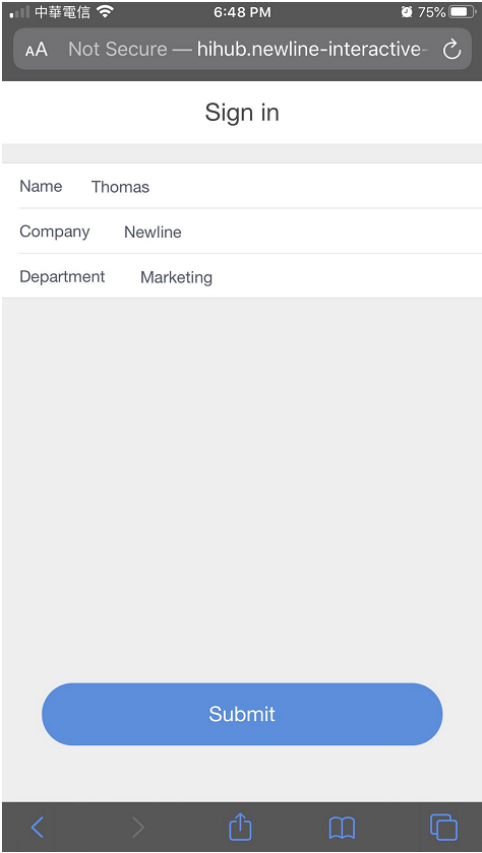 中華電信 6:48 PM 75%
AA Not Secure — hihub.newline-interactive-
Sign in
Name Thomas
Company Newline
Department Marketing
Submit